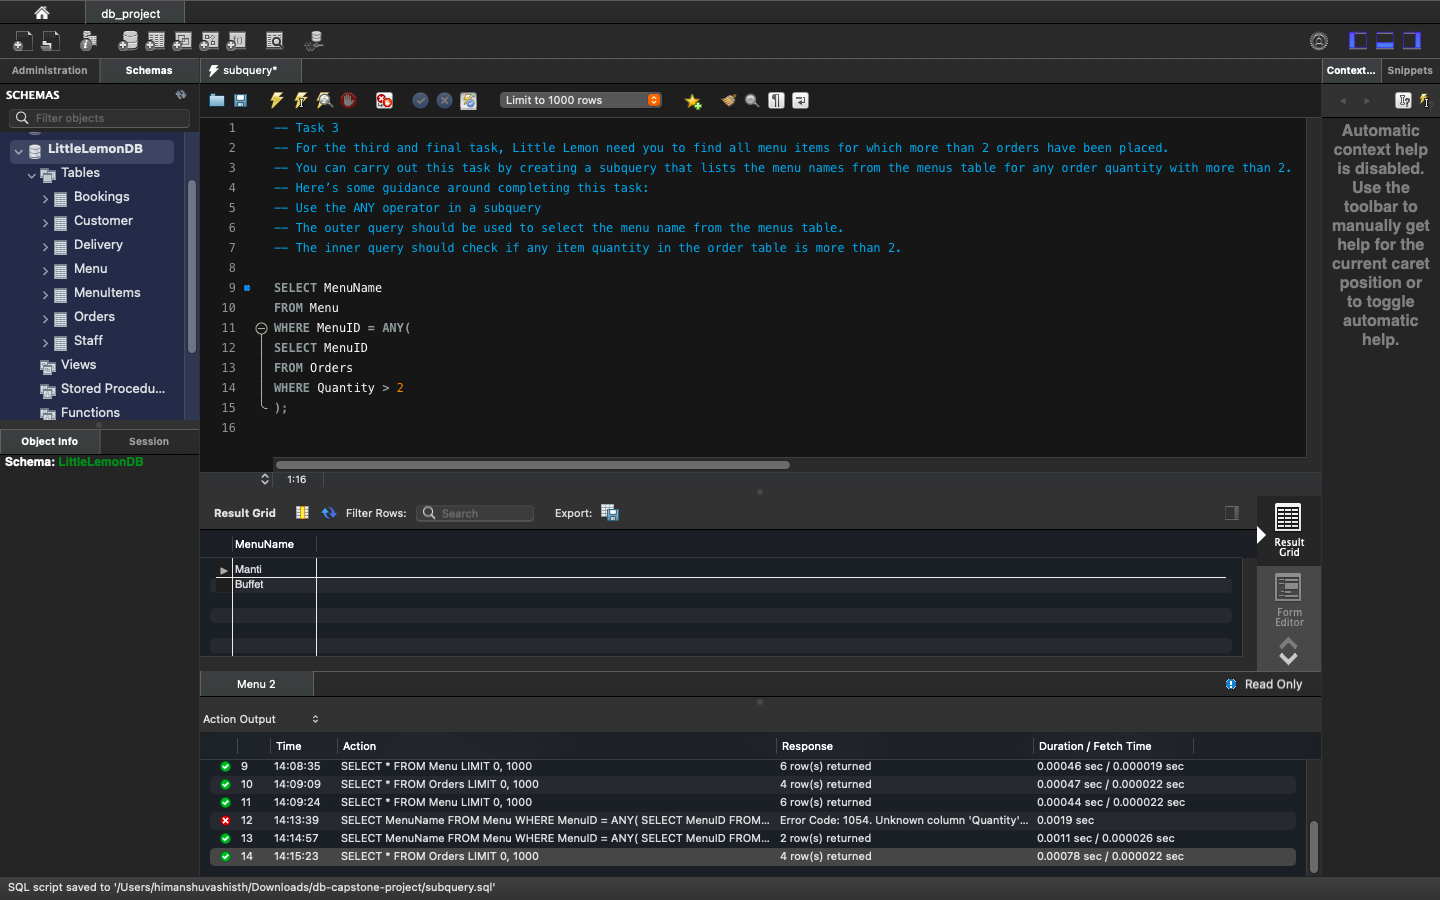 db_project
Administration
Schemas
subquery*
Context...
Snippets
SCHEMAS
Filter objects
LittleLemonDB
Tables
Bookings
Customer
Delivery
Menu
MenuItems
Orders
Staff
Views
Stored Procedu...
Functions
Object Info
Session
Schema: LittleLemonDB
Limit to 1000 rows
1 -- Task 3
2 -- For the third and final task, Little Lemon need you to find all menu items for which more than 2 orders have been placed.
3 -- You can carry out this task by creating a subquery that lists the menu names from the menus table for any order quantity with more than 2.
4 -- Here's some guidance around completing this task:
5 -- Use the ANY operator in a subquery
6 -- The outer query should be used to select the menu name from the menus table.
7 -- The inner query should check if any item quantity in the order table is more than 2.
8
9 SELECT MenuName
10 FROM Menu
11 WHERE MenuID = ANY(
12 SELECT MenuID
13 FROM Orders
14 WHERE Quantity > 2
15 );
16
1:16
Automatic
context help
is disabled.
Use the
toolbar to
manually get
help for the
current caret
position or
to toggle
automatic
help.
Result Grid
Filter Rows:
Search
Export:
MenuName
Manti
Buffet
Result
Grid
Form
Editor
Menu 2
Read Only
Action Output
Time Action Response Duration / Fetch Time
9 14:08:35 SELECT * FROM Menu LIMIT 0, 1000 6 row(s) returned 0.00046 sec / 0.000019 sec
10 14:09:09 SELECT * FROM Orders LIMIT 0, 1000 4 row(s) returned 0.00047 sec / 0.000022 sec
11 14:09:24 SELECT * FROM Menu LIMIT 0, 1000 6 row(s) returned 0.00044 sec / 0.000022 sec
12 14:13:39 SELECT MenuName FROM Menu WHERE MenuID = ANY( SELECT MenuID FROM... Error Code: 1054. Unknown column 'Quantity'... 0.0019 sec
13 14:14:57 SELECT MenuName FROM Menu WHERE MenuID = ANY( SELECT MenuID FROM... 2 row(s) returned 0.0011 sec / 0.000026 sec
14 14:15:23 SELECT * FROM Orders LIMIT 0, 1000 4 row(s) returned 0.00078 sec / 0.000022 sec
SQL script saved to '/Users/himanshuvashisth/Downloads/db-capstone-project/subquery.sql'